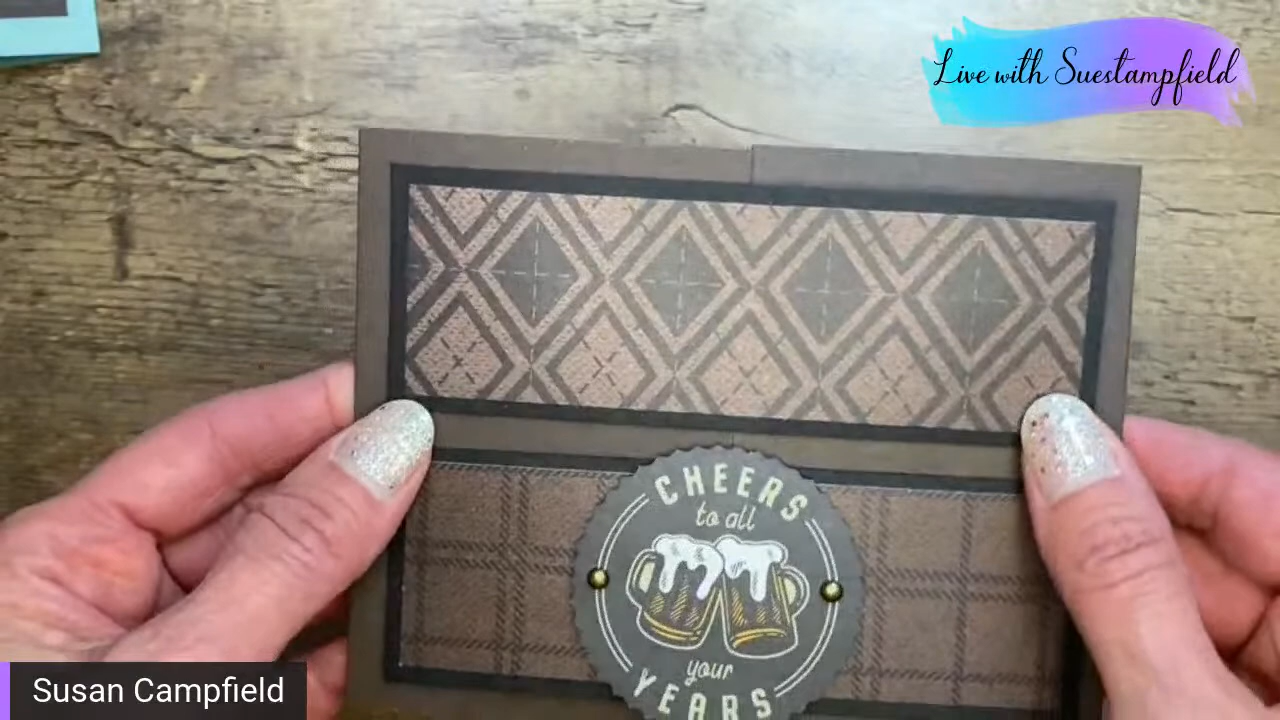 Live with Suestampfield
CHEERS
to all
your
YEARS
Susan Campfield